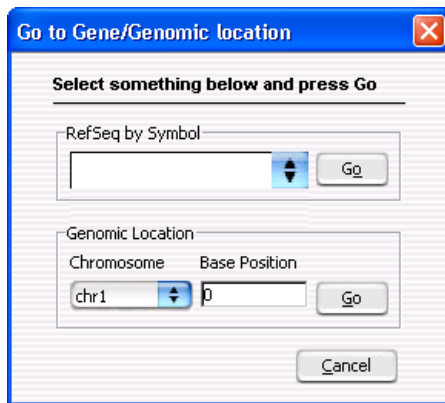 Go to Gene/Genomic location
Select something below and press Go
RefSeq by Symbol
Go
Genomic Location
Chromosome Base Position
chr1 0 Go
Cancel